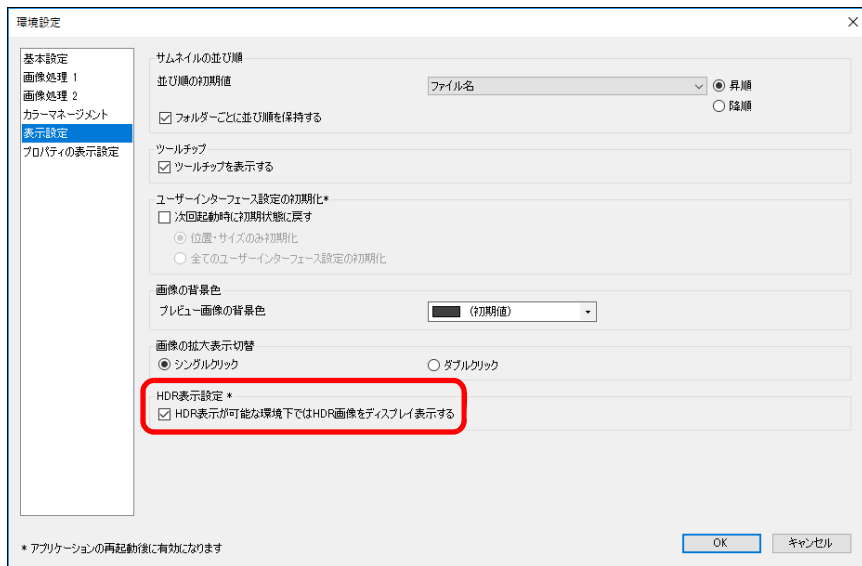 環境設定
基本設定
画像処理 1
画像処理 2
カラーマネージメント
表示設定
プロパティの表示設定
サムネイルの並び順
並び順の初期値
ファイル名
昇順
降順
フォルダーごとに並び順を保持する
ツールチップ
ツールチップを表示する
ユーザーインターフェース設定の初期化*
次回起動時に初期状態に戻す
位置・サイズのみ初期化
全てのユーザーインターフェース設定の初期化
画像の背景色
プレビュー画像の背景色
(初期値)
画像の拡大表示切替
シングルクリック
ダブルクリック
HDR表示設定 *
HDR表示が可能な環境下ではHDR画像をディスプレイ表示する
* アプリケーションの再起動後に有効になります
OK
キャンセル